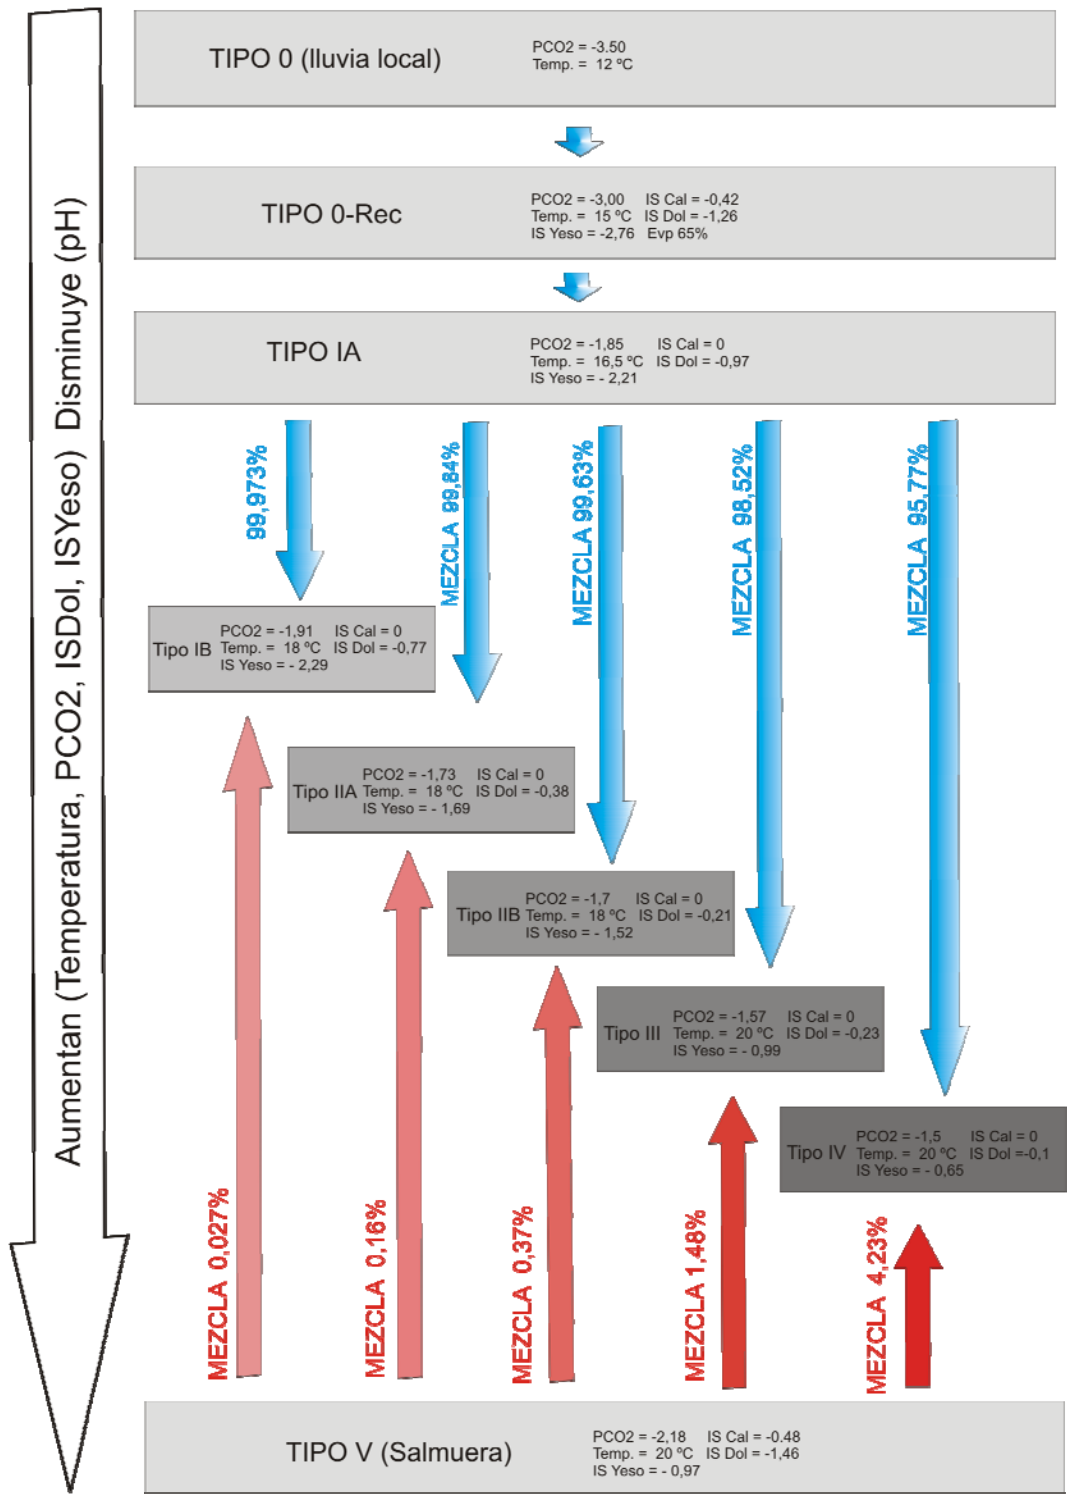 Aumentan (Temperatura, PCO2, ISDol, ISYeso) Disminuye (pH)
TIPO 0 (lluvia local)
PCO2 = -3.50
Temp. = 12 ºC
TIPO 0-Rec
PCO2 = -3,00 IS Cal = -0,42
Temp. = 15 ºC IS Dol = -1,26
IS Yeso = -2,76 Evp 65%
TIPO IA
PCO2 = -1,85 IS Cal = 0
Temp. = 16,5 ºC IS Dol = -0,97
IS Yeso = - 2,21
99,973%
MEZCLA 99,84%
MEZCLA 99,63%
MEZCLA 98,52%
MEZCLA 95,77%
Tipo IB
PCO2 = -1,91 IS Cal = 0
Temp. = 18 ºC IS Dol = -0,77
IS Yeso = - 2,29
Tipo IIA
PCO2 = -1,73 IS Cal = 0
Temp. = 18 ºC IS Dol = -0,38
IS Yeso = - 1,69
Tipo IIB
PCO2 = -1,7 IS Cal = 0
Temp. = 18 ºC IS Dol = -0,21
IS Yeso = - 1,52
Tipo III
PCO2 = -1,57 IS Cal = 0
Temp. = 20 ºC IS Dol = -0,23
IS Yeso = - 0,99
Tipo IV
PCO2 = -1,5 IS Cal = 0
Temp. = 20 ºC IS Dol =-0,1
IS Yeso = - 0,65
MEZCLA 0,027%
MEZCLA 0,16%
MEZCLA 0,37%
MEZCLA 1,48%
MEZCLA 4,23%
TIPO V (Salmuera)
PCO2 = -2,18 IS Cal = -0.48
Temp. = 20ºC IS Dol = -1,46
IS Yeso = - 0,97